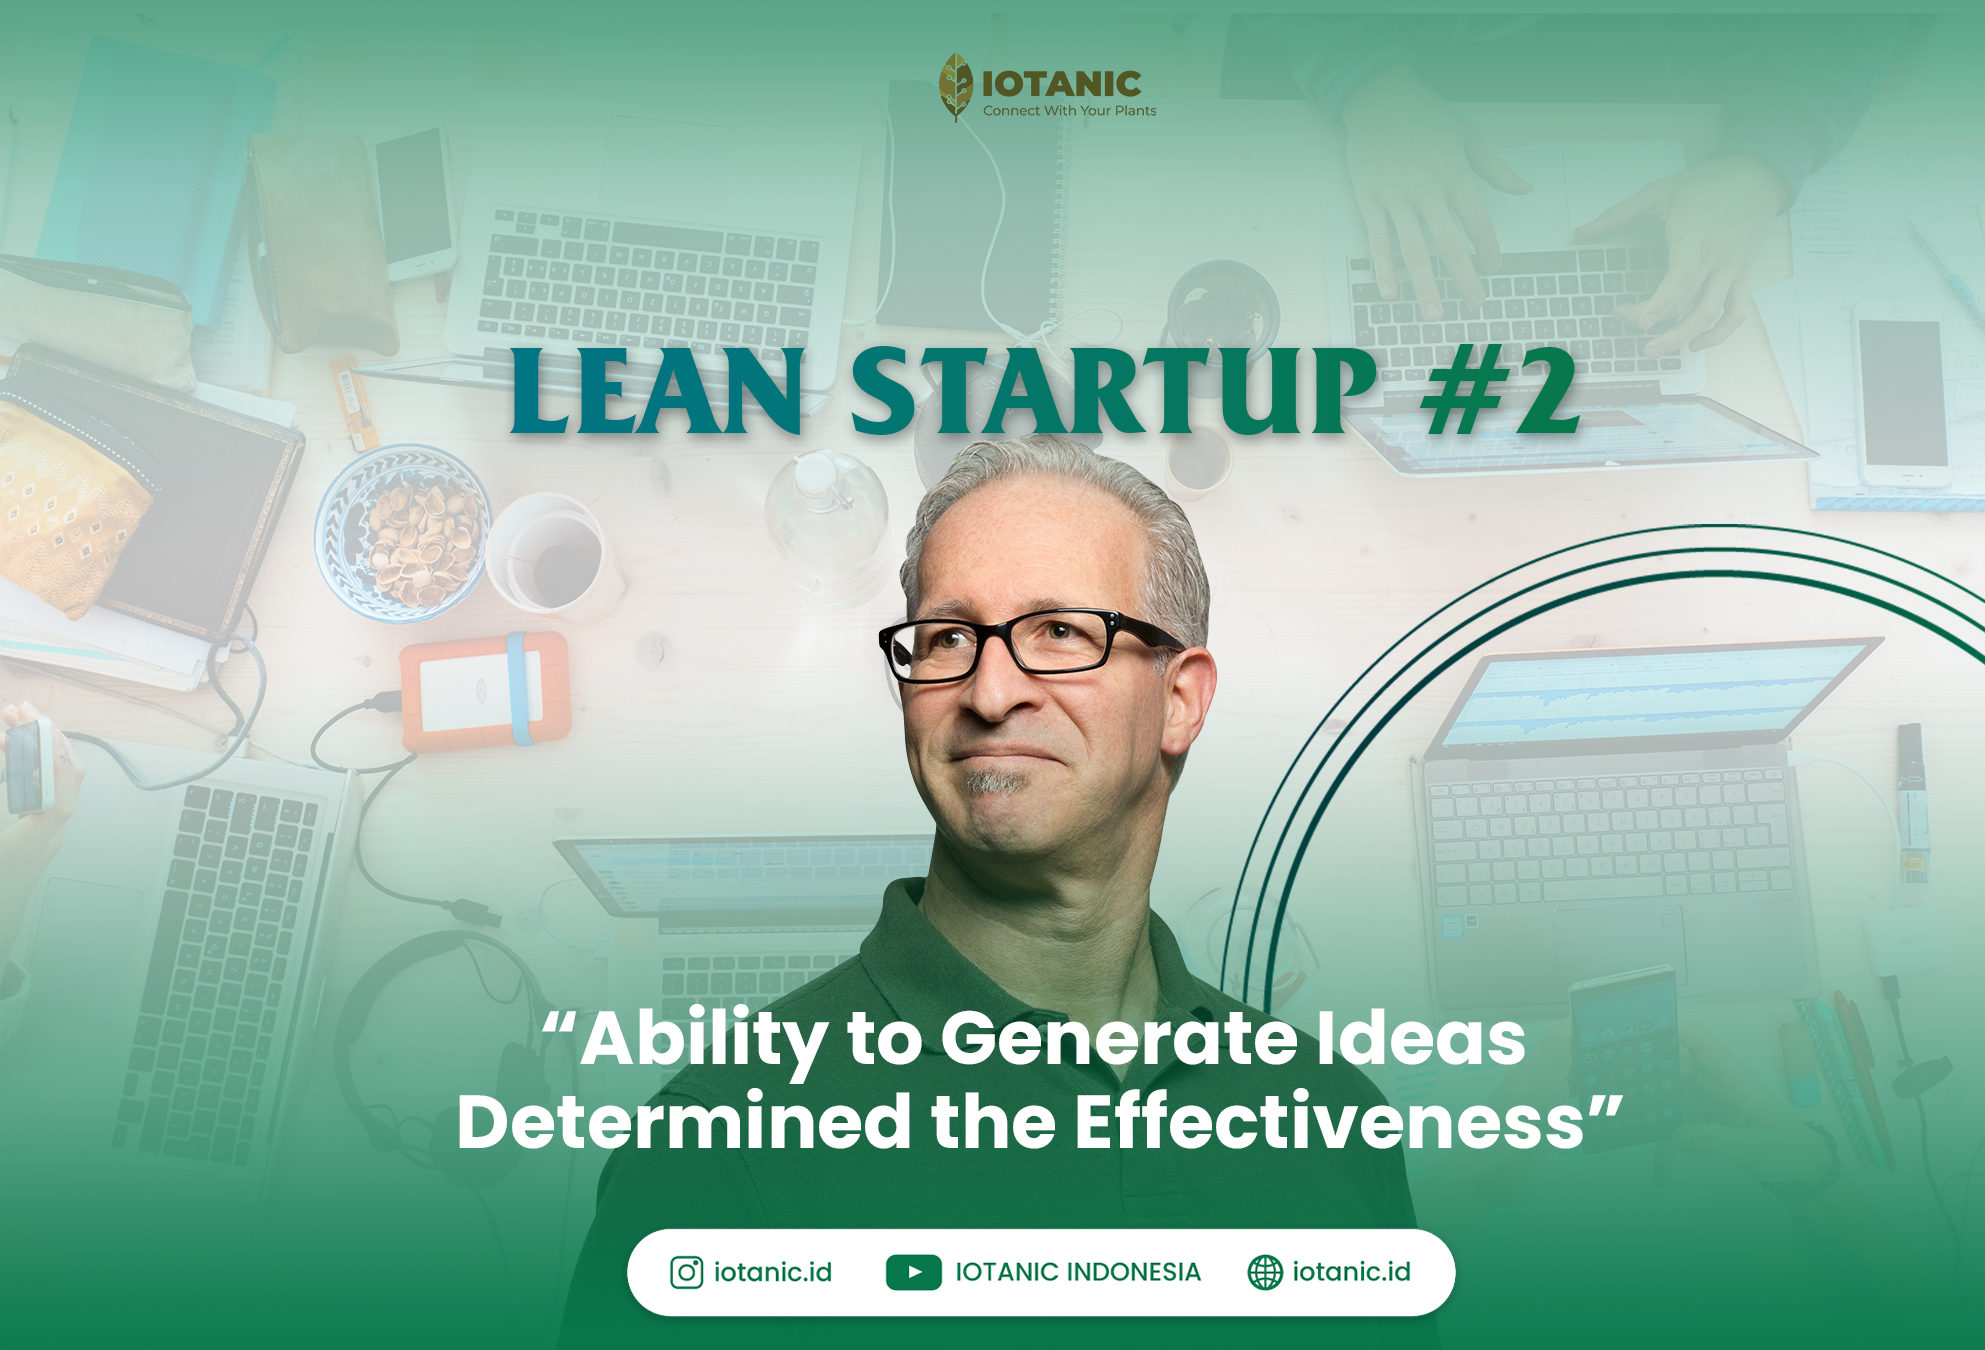 IOTANIC
Connect With Your Plants
LEAN STARTUP #2
“Ability to Generate Ideas
Determined the Effectiveness”
iotanic.id IOTANIC INDONESIA iotanic.id